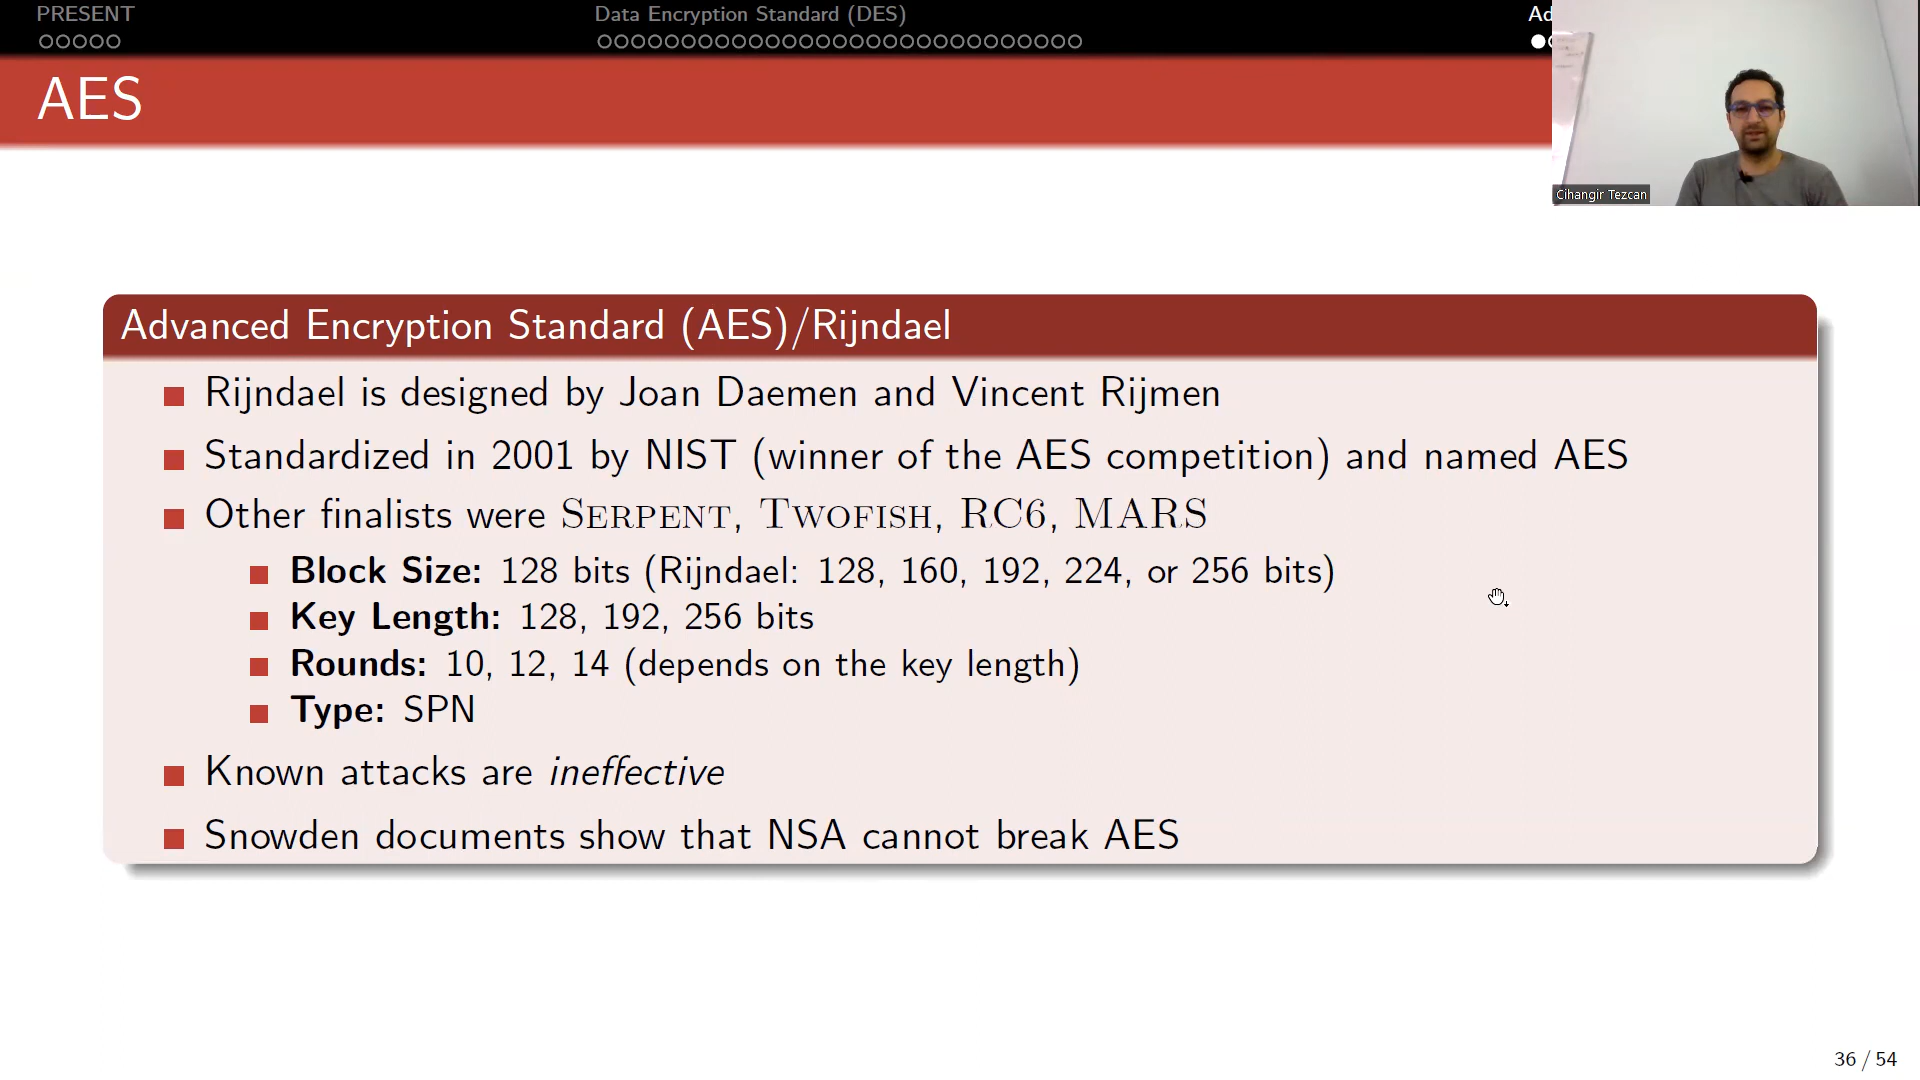 PRESENT
Data Encryption Standard (DES)
Ad
AES
Cihangir Tezcan
Advanced Encryption Standard (AES)/Rijndael
Rijndael is designed by Joan Daemen and Vincent Rijmen
Standardized in 2001 by NIST (winner of the AES competition) and named AES
Other finalists were SERPENT, TWOFISH, RC6, MARS
Block Size: 128 bits (Rijndael: 128, 160, 192, 224, or 256 bits)
Key Length: 128, 192, 256 bits
Rounds: 10, 12, 14 (depends on the key length)
Type: SPN
Known attacks are ineffective
Snowden documents show that NSA cannot break AES
36 / 54